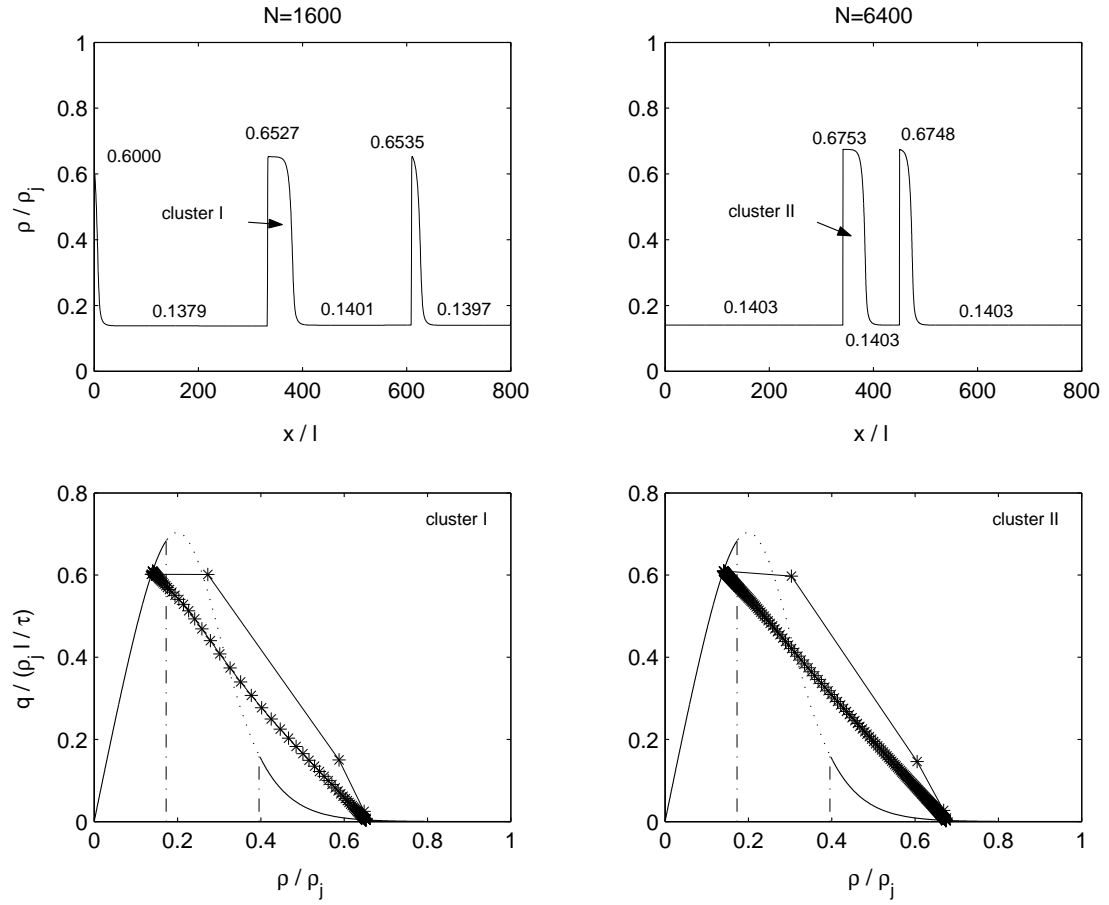 N=1600
1
0.8
0.6
0.4
0.2
0
0 200 400 600 800
ρ / ρj
x / l
0.6000
0.6527
0.6535
cluster I
0.1379
0.1401
0.1397
N=6400
1
0.8
0.6
0.4
0.2
0
0 200 400 600 800
x / l
0.6753
0.6748
cluster II
0.1403
0.1403
0.1403
0.8
0.6
0.4
0.2
0
0 0.2 0.4 0.6 0.8 1
q / (ρj l / τ)
ρ / ρj
cluster I
0.8
0.6
0.4
0.2
0
0 0.2 0.4 0.6 0.8 1
ρ / ρj
cluster II